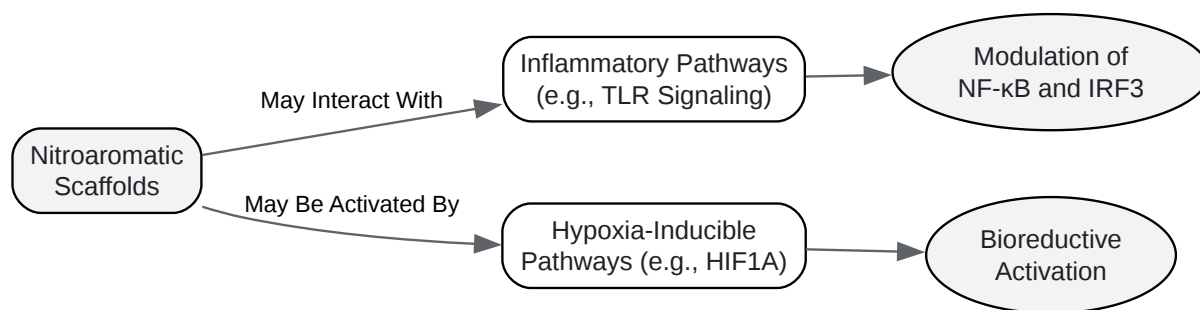 Nitroaromatic
Scaffolds
May Interact With
Inflammatory Pathways
(e.g., TLR Signaling)
Modulation of
NF-κB and IRF3
May Be Activated By
Hypoxia-Inducible
Pathways (e.g., HIF1A)
Bioreductive
Activation